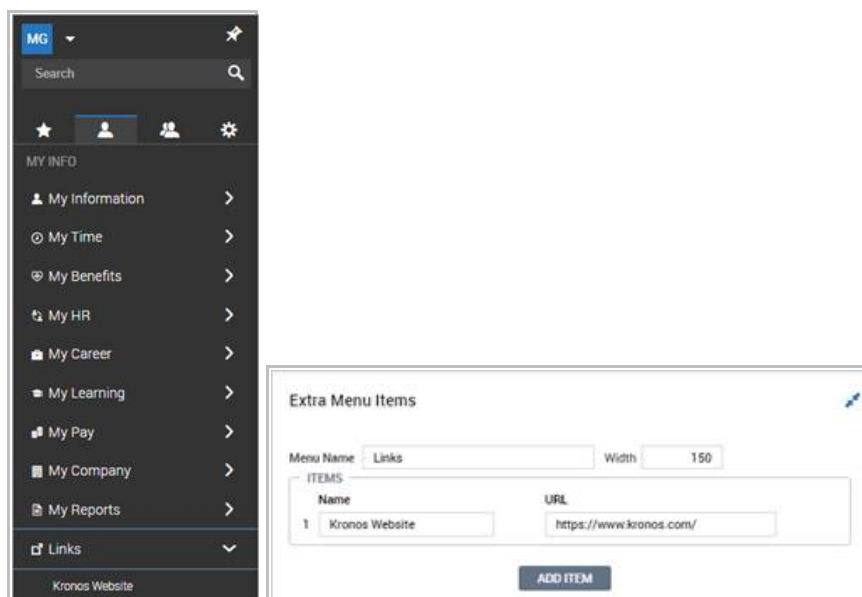 MG
Search
MY INFO
My Information
My Time
My Benefits
My HR
My Career
My Learning
My Pay
My Company
My Reports
Links
Kronos Website
Extra Menu Items
Menu Name Links Width 150
ITEMS
Name URL
1 Kronos Website https://www.kronos.com/
ADD ITEM